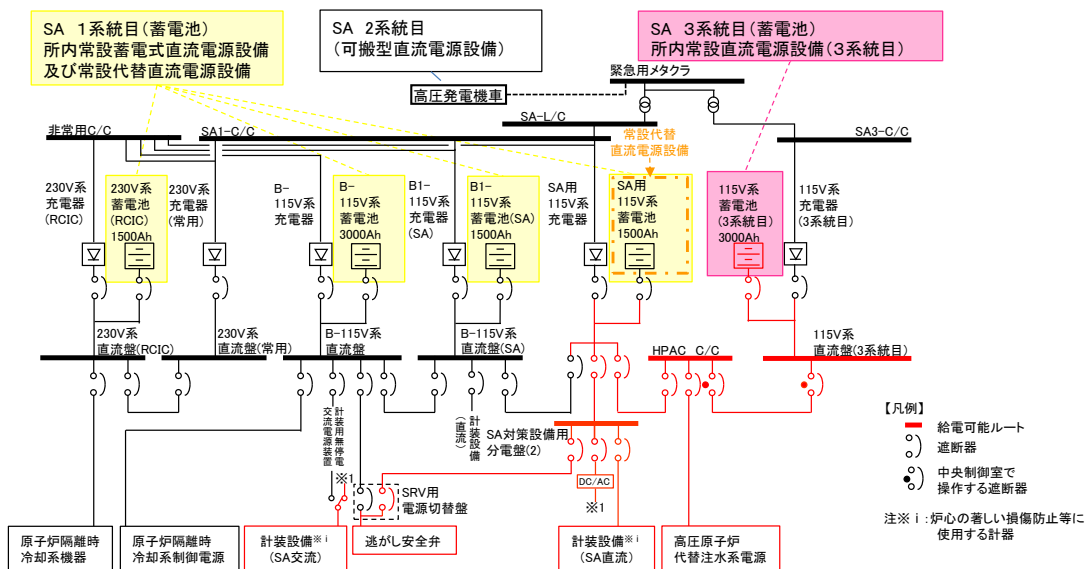 SA 1系統目(蓄電池)
所内常設蓄電式直流電源設備
及び常設代替直流電源設備
SA 2系統目
(可搬型直流電源設備)
SA 3系統目(蓄電池)
所内常設直流電源設備(3系統目)
緊急用メタクラ
高圧発電機車
SA-L/C
非常用C/C
SA1-C/C
SA3-C/C
常設代替
直流電源設備
230V系
充電器
(RCIC)
230V系
蓄電池
(RCIC)
1500Ah
230V系
充電器
(常用)
B-
115V系
充電器
B-
115V系
蓄電池
3000Ah
B1-
115V系
充電器
(SA)
B1-
115V系
蓄電池(SA)
1500Ah
SA用
115V系
充電器
SA用
115V系
蓄電池
1500Ah
115V系
蓄電池
(3系統目)
3000Ah
115V系
充電器
(3系統目)
230V系
直流盤(RCIC)
230V系
直流盤(常用)
B-115V系
直流盤
B-115V系
直流盤(SA)
HPAC C/C
115V系
直流盤(3系統目)
計装用無停電
交流電源装置
計装設備
(直流)
SA対策設備用
分電盤(2)
※1
SRV用
電源切替盤
DC/AC
※1
【凡例】
給電可能ルート
遮断器
中央制御室で
操作する遮断器
注※i:炉心の著しい損傷防止等に
使用する計器
原子炉隔離時
冷却系機器
原子炉隔離時
冷却系制御電源
計装設備※i
(SA交流)
逃がし安全弁
計装設備※i
(SA直流)
高圧原子炉
代替注水系電源